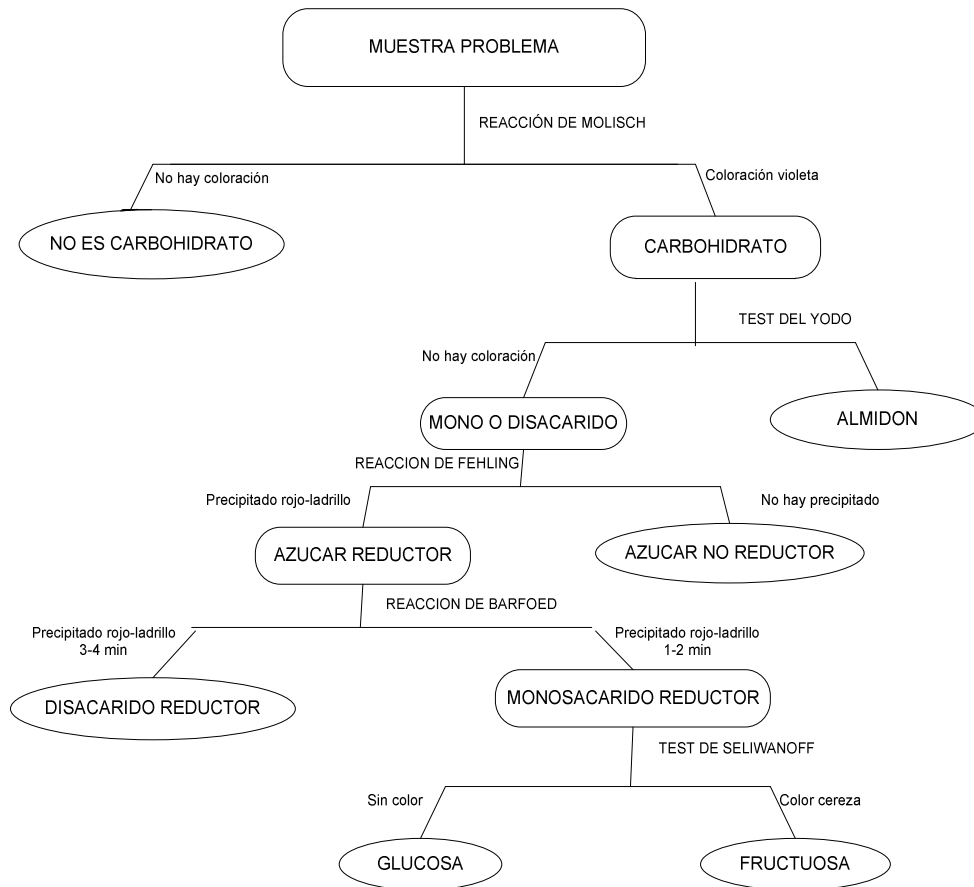 MUESTRA PROBLEMA
REACCIÓN DE MOLISCH
No hay coloración
Coloración violeta
NO ES CARBOHIDRATO
CARBOHIDRATO
TEST DEL YODO
No hay coloración
MONO O DISACARIDO
ALMIDON
REACCION DE FEHLING
Precipitado rojo-ladrillo
No hay precipitado
AZUCAR REDUCTOR
AZUCAR NO REDUCTOR
REACCION DE BARFOED
Precipitado rojo-ladrillo
3-4 min
Precipitado rojo-ladrillo
1-2 min
DISACARIDO REDUCTOR
MONOSACARIDO REDUCTOR
TEST DE SELIWANOFF
Sin color
Color cereza
GLUCOSA
FRUCTUOSA